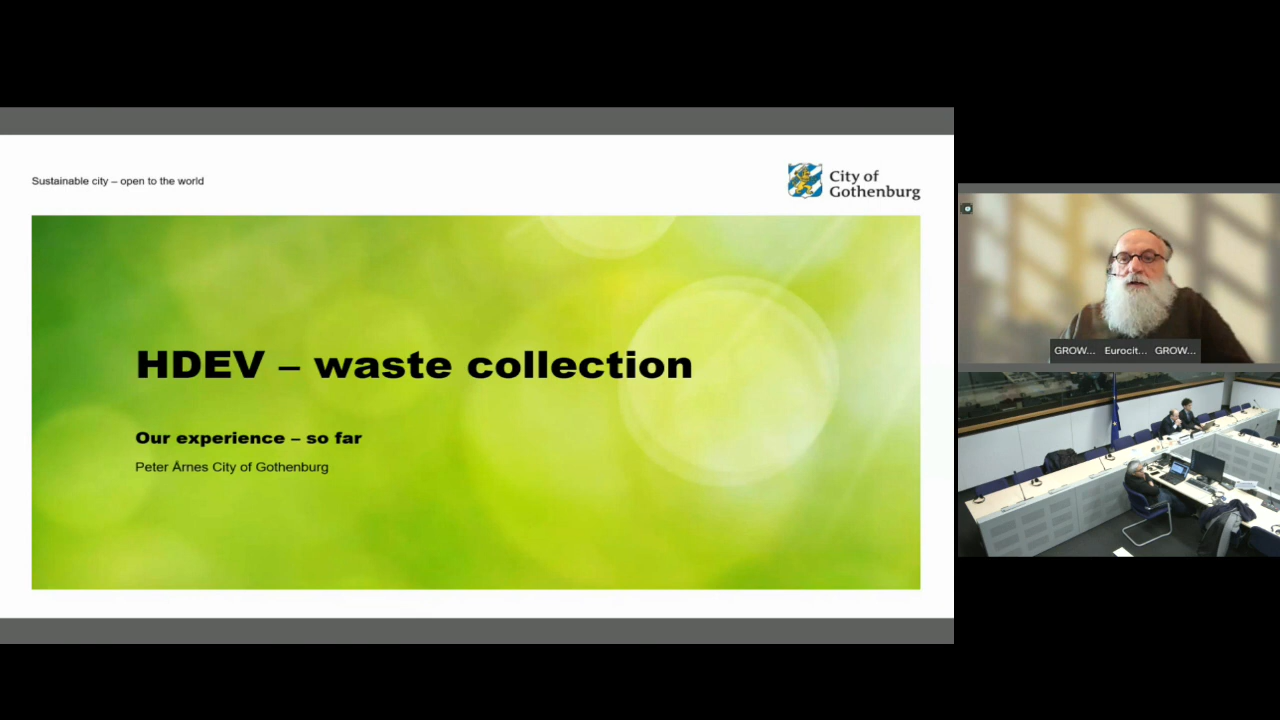 Sustainable city – open to the world
City of
Gothenburg
HDEV – waste collection
Our experience – so far
Peter Årnes City of Gothenburg
GROW... Eurocit... GROW...